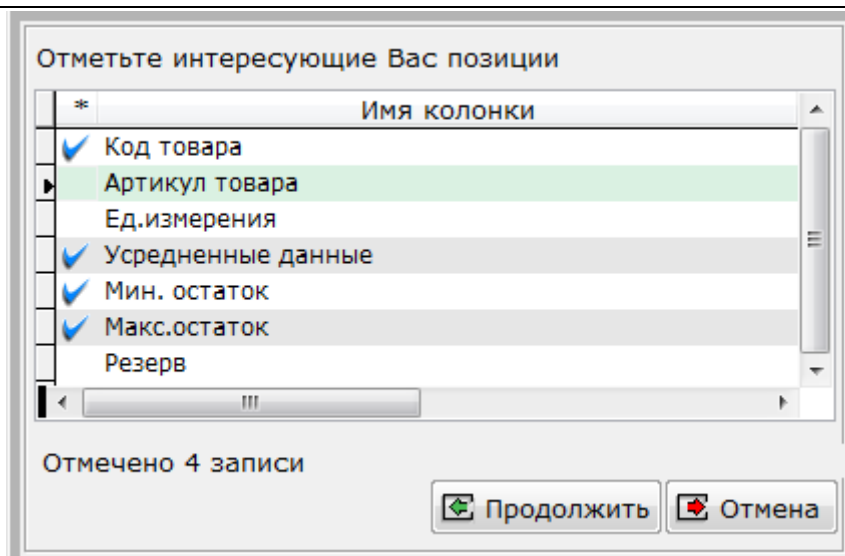 Отметьте интересующие Вас позиции
* Имя колонки
Код товара
Артикул товара
Ед.измерения
Усредненные данные
Мин. остаток
Макс.остаток
Резерв
Отмечено 4 записи
Продолжить Отмена